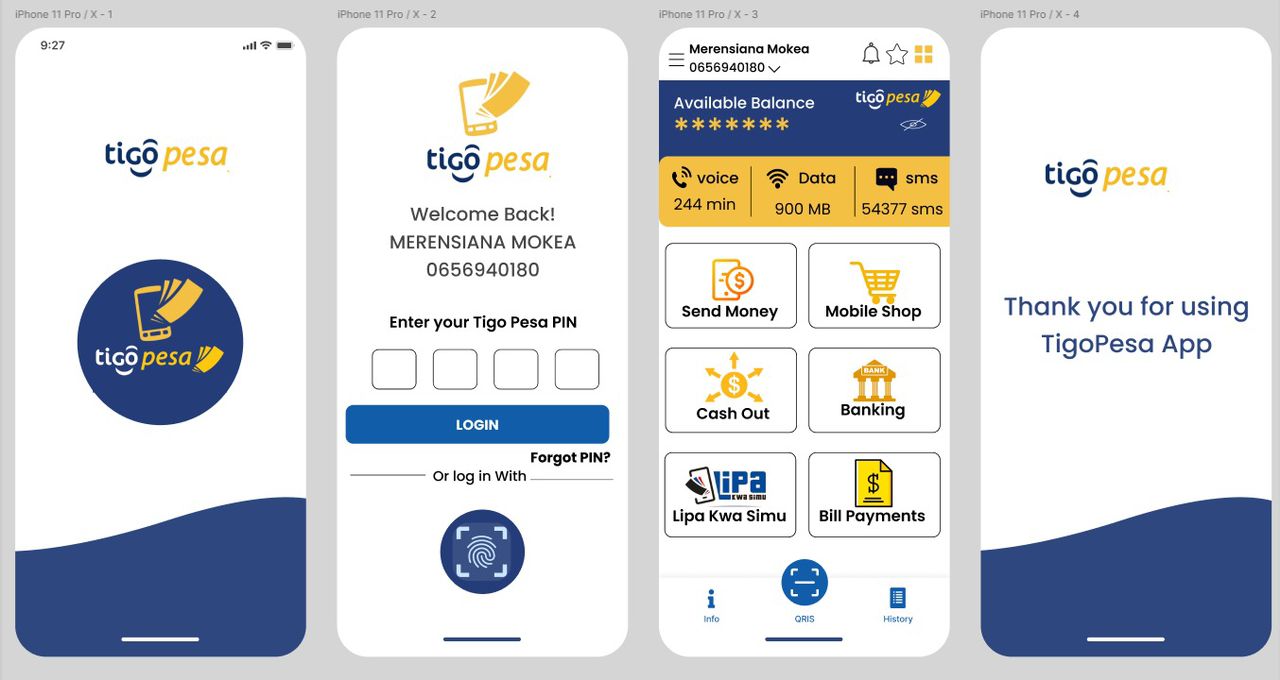 iPhone 11 Pro / X - 1
9:27
tigo pesa
tigo pesa
iPhone 11 Pro / X - 2
tigo pesa
Welcome Back!
MERENSIANA MOKEA
0656940180
Enter your Tigo Pesa PIN
LOGIN
Forgot PIN?
Or log in With
iPhone 11 Pro / X - 3
Merensiana Mokea
0656940180
Available Balance
tigo pesa
*******
voice
244 min
Data
900 MB
sms
54377 sms
Send Money
Mobile Shop
Cash Out
BANK
Banking
LIPA
KWA SIMU
Lipa Kwa Simu
Bill Payments
Info
QRIS
History
iPhone 11 Pro / X - 4
tigo pesa
Thank you for using
TigoPesa App